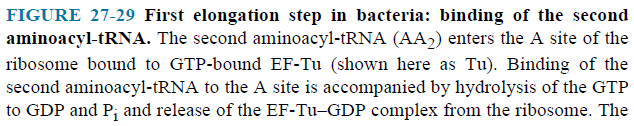 FIGURE 27-29 First elongation step in bacteria: binding of the second
aminoacyl-tRNA. The second aminoacyl-tRNA (AA₂) enters the A site of the
ribosome bound to GTP-bound EF-Tu (shown here as Tu). Binding of the
second aminoacyl-tRNA to the A site is accompanied by hydrolysis of the GTP
to GDP and Pᵢ and release of the EF-Tu–GDP complex from the ribosome. The